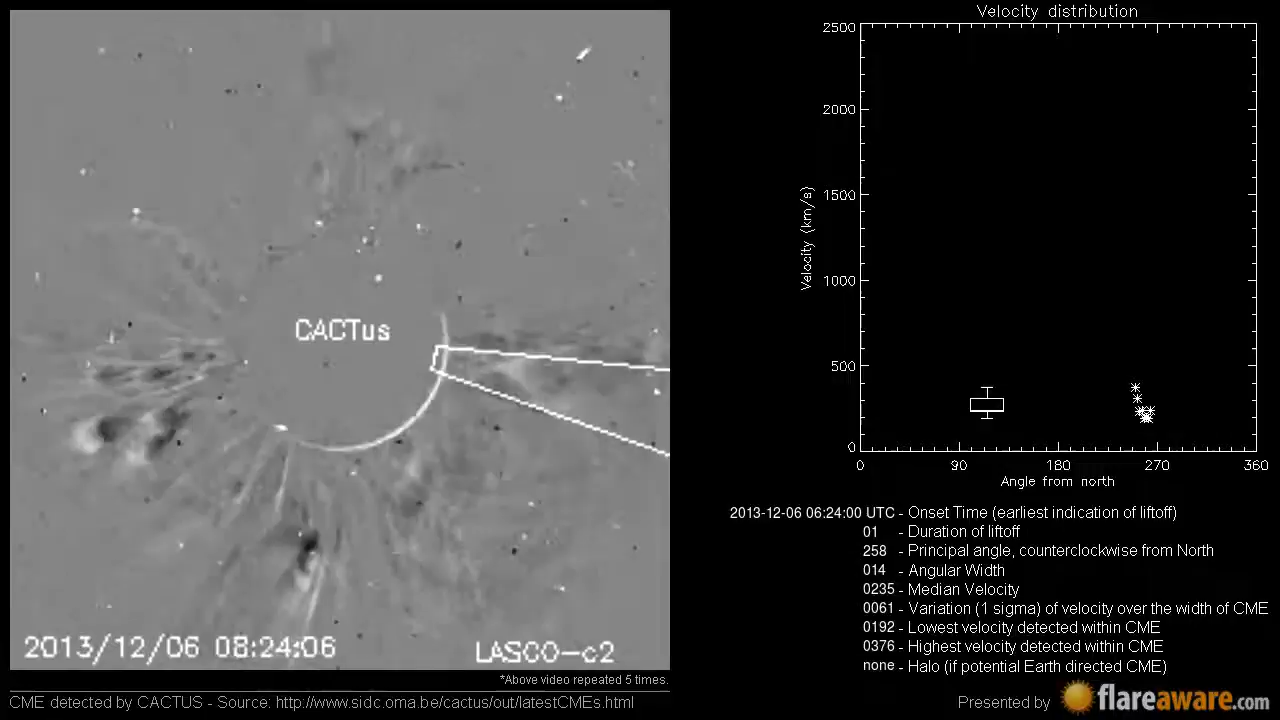 CACTus
2013/12/06 08:24:06
LASCO-c2
*Above video repeated 5 times.
CME detected by CACTUS - Source: http://www.sidc.oma.be/cactus/out/latestCMEs.html
Velocity distribution
2500
2000
1500
1000
500
0
Velocity (km/s)
0 90 180 270 360
Angle from north
2013-12-06 06:24:00 UTC - Onset Time (earliest indication of liftoff)
01 - Duration of liftoff
258 - Principal angle, counterclockwise from North
014 - Angular Width
0235 - Median Velocity
0061 - Variation (1 sigma) of velocity over the width of CME
0192 - Lowest velocity detected within CME
0376 - Highest velocity detected within CME
none - Halo (if potential Earth directed CME)
Presented by flareaware.com